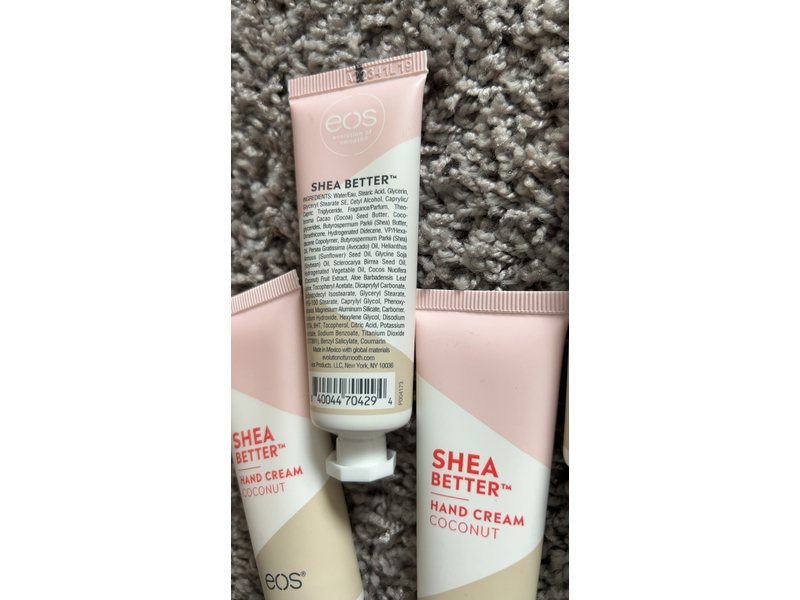 eos
evolution of
smooth®
SHEA BETTER™
INGREDIENTS: Water/Eau, Stearic Acid, Glycerin,
Glyceryl Stearate SE, Cetyl Alcohol, Caprylic/
Capric Triglyceride, Fragrance/Parfum, Theo-
broma Cacao (Cocoa) Seed Butter, Coco-
glycerides, Butyrospermum Parkii (Shea) Butter,
Dimethicone, Hydrogenated Didecene, VP/Hexa-
decene Copolymer, Butyrospermum Parkii (Shea)
Oil, Persea Gratissima (Avocado) Oil, Helianthus
Annuus (Sunflower) Seed Oil, Glycine Soja
(Soybean) Oil, Sclerocarya Birrea Seed Oil,
Hydrogenated Vegetable Oil, Cocos Nucifera
(Coconut) Fruit Extract, Aloe Barbadensis Leaf
Tocopheryl Acetate, Dicaprylyl Carbonate,
Isostearate, Glyceryl Stearate,
PEG-100 Stearate, Caprylyl Glycol, Phenoxy-
Magnesium Aluminum Silicate, Carbomer,
Sodium Hydroxide, Hexylene Glycol, Disodium
EDTA, BHT, Tocopherol, Citric Acid, Potassium
Sorbate, Sodium Benzoate, Titanium Dioxide
(CI 77891), Benzyl Salicylate, Coumarin
Made in Mexico with global materials
evolutionofsmooth.com
eos Products, LLC, New York, NY 10036
40044 70429 4
P004173
SHEA
BETTER™
HAND CREAM
COCONUT
eos®
SHEA
BETTER™
HAND CREAM
COCONUT